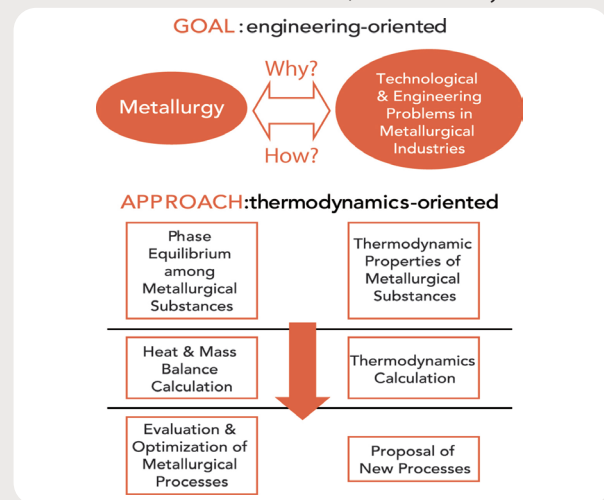 GOAL : engineering-oriented
Metallurgy
Why?
How?
Technological
& Engineering
Problems in
Metallurgical
Industries
APPROACH:thermodynamics-oriented
Phase
Equilibrium
among
Metallurgical
Substances
Thermodynamic
Properties of
Metallurgical
Substances
Heat & Mass
Balance
Calculation
Thermodynamics
Calculation
Evaluation &
Optimization of
Metallurgical
Processes
Proposal of
New Processes